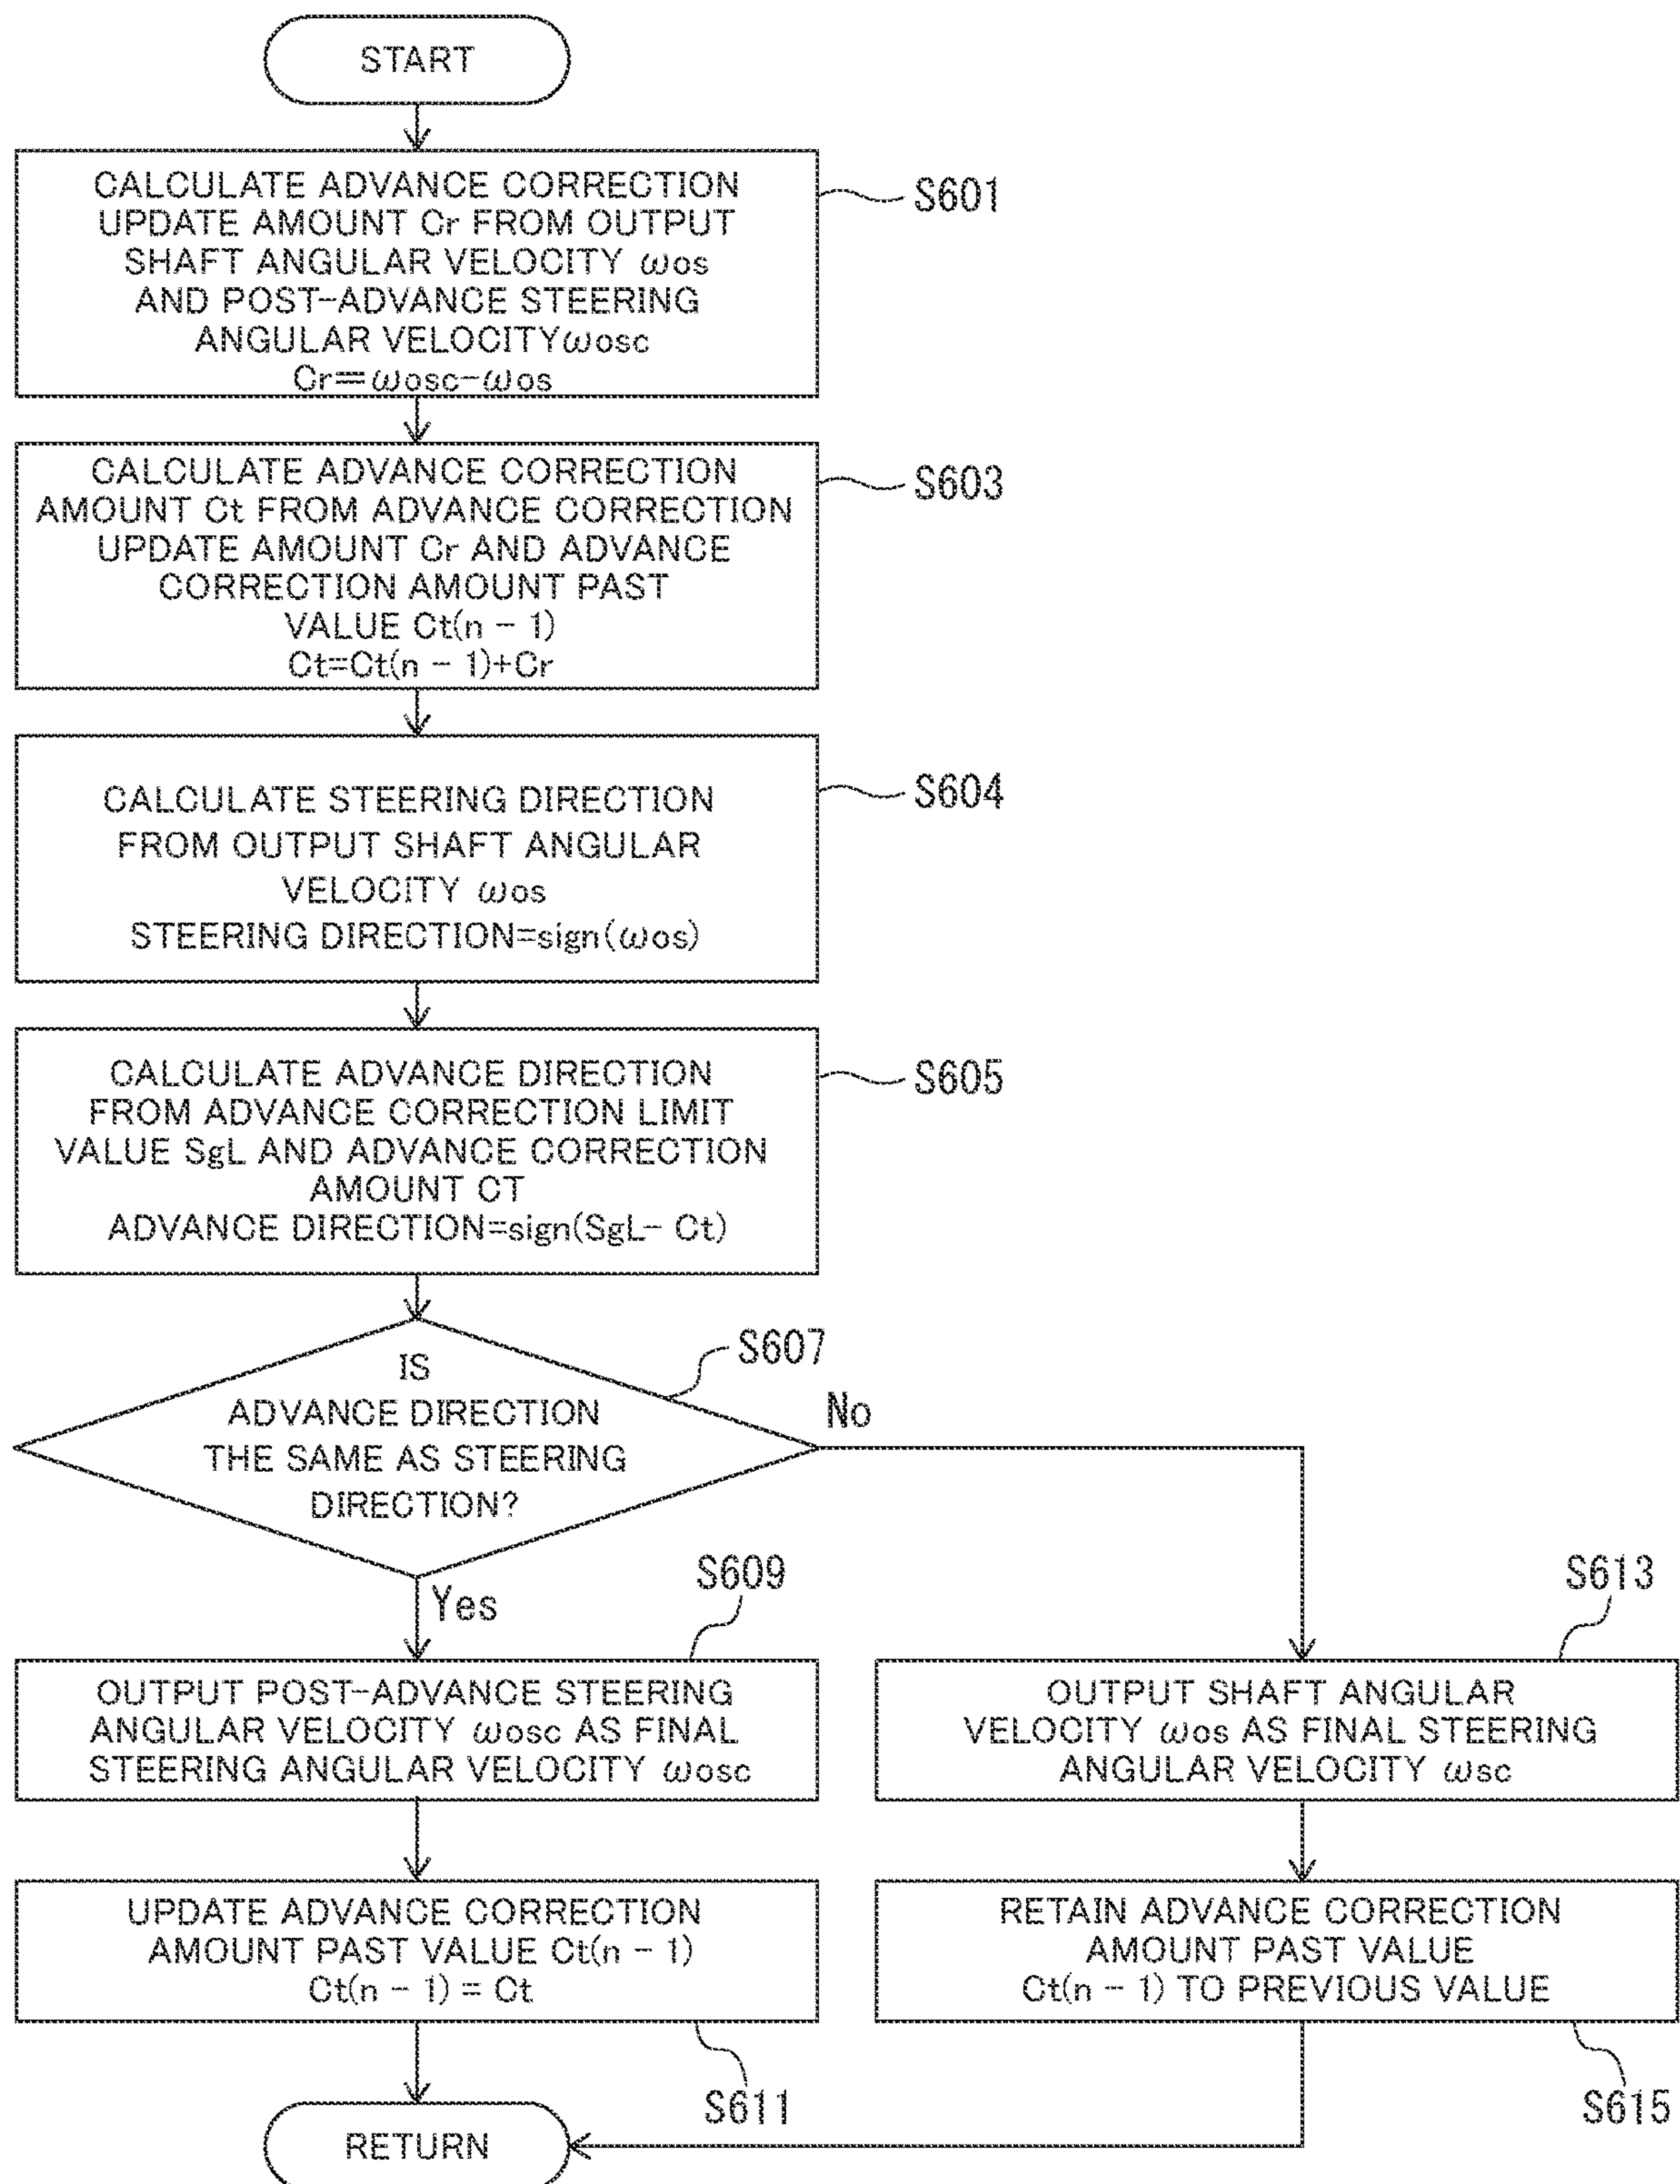 START
CALCULATE ADVANCE CORRECTION
UPDATE AMOUNT Cr FROM OUTPUT
SHAFT ANGULAR VELOCITY ωos
AND POST-ADVANCE STEERING
ANGULAR VELOCITYωosc
Cr=ωosc-ωos
S601
CALCULATE ADVANCE CORRECTION
AMOUNT Ct FROM ADVANCE CORRECTION
UPDATE AMOUNT Cr AND ADVANCE
CORRECTION AMOUNT PAST
VALUE Ct(n - 1)
Ct=Ct(n - 1)+Cr
S603
CALCULATE STEERING DIRECTION
FROM OUTPUT SHAFT ANGULAR
VELOCITY ωos
STEERING DIRECTION=sign(ωos)
S604
CALCULATE ADVANCE DIRECTION
FROM ADVANCE CORRECTION LIMIT
VALUE SgL AND ADVANCE CORRECTION
AMOUNT CT
ADVANCE DIRECTION=sign(SgL- Ct)
S605
IS
ADVANCE DIRECTION
THE SAME AS STEERING
DIRECTION?
S607
No
Yes
S609
OUTPUT POST-ADVANCE STEERING
ANGULAR VELOCITY ωosc AS FINAL
STEERING ANGULAR VELOCITY ωosc
S613
OUTPUT SHAFT ANGULAR
VELOCITY ωos AS FINAL STEERING
ANGULAR VELOCITY ωsc
UPDATE ADVANCE CORRECTION
AMOUNT PAST VALUE Ct(n - 1)
Ct(n - 1) = Ct
S611
RETAIN ADVANCE CORRECTION
AMOUNT PAST VALUE
Ct(n - 1) TO PREVIOUS VALUE
S615
RETURN